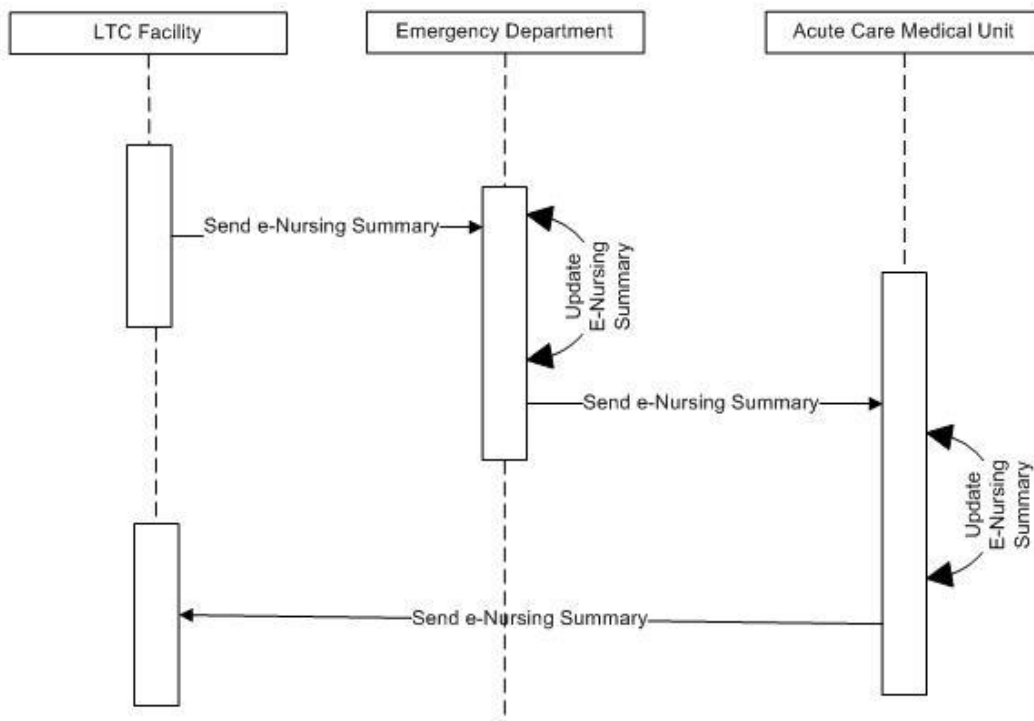 LTC Facility
Emergency Department
Acute Care Medical Unit
Send e-Nursing Summary
Update
E-Nursing
Summary
Send e-Nursing Summary
Update
E-Nursing
Summary
Send e-Nursing Summary